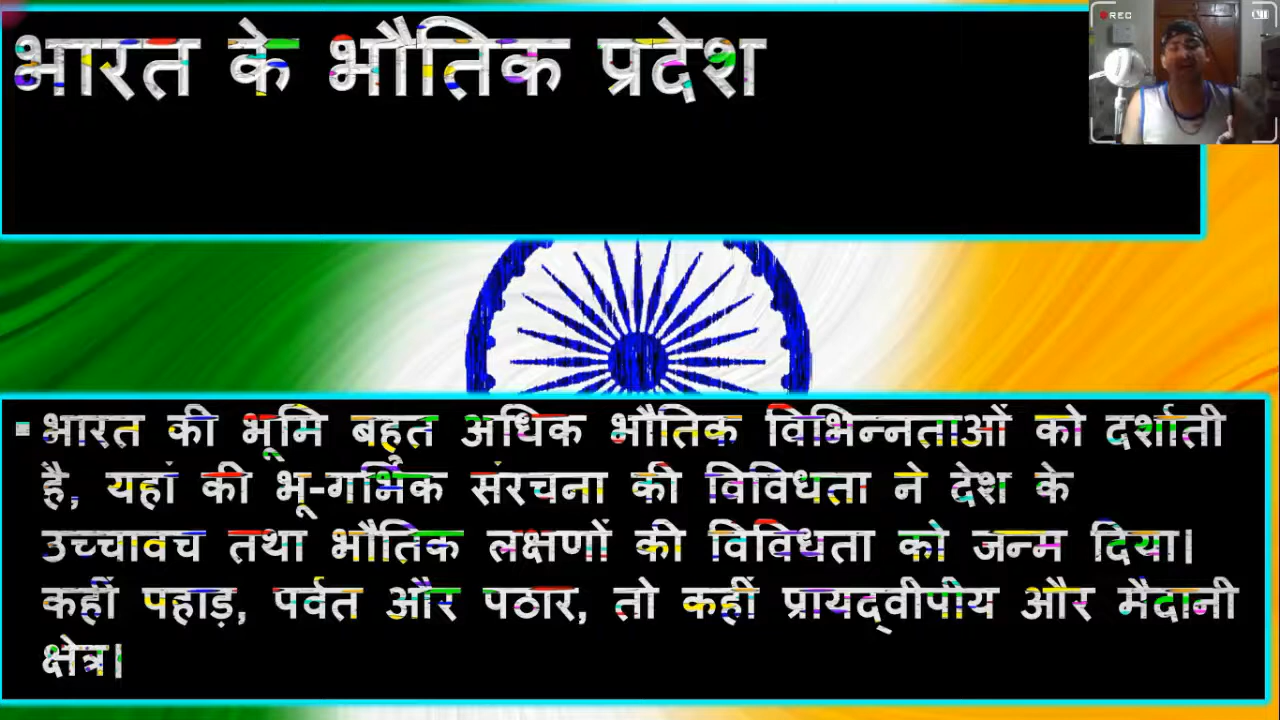 भारत के भौतिक प्रदेश
REC
▪ भारत की भूमि बहुत अधिक भौतिक विभिन्नताओं को दर्शाती
है, यहां की भू-गर्भिक संरचना की विविधता ने देश के
उच्चावच तथा भौतिक लक्षणों की विविधता को जन्म दिया।
कहीं पहाड़, पर्वत और पठार, तो कहीं प्रायद्वीपीय और मैदानी
क्षेत्र।